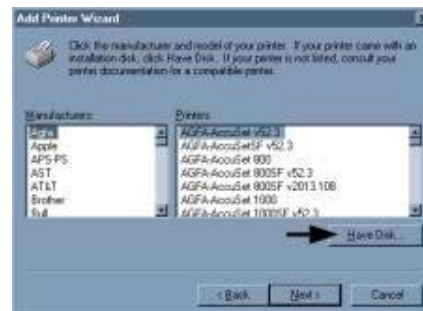 Add Printer Wizard
Click the manufacturer and model of your printer. If your printer came with an
installation disk, click Have Disk. If your printer is not listed, consult your
printer documentation for a compatible printer.
Manufacturers:
Agfa
Apple
APS-PS
AST
AT&T
Brother
Bull
Printers:
AGFA-AccuSet v52.3
AGFA-AccuSetSF v52.3
AGFA-AccuSet 800
AGFA-AccuSet 800SF v52.3
AGFA-AccuSet 800SF v2013.108
AGFA-AccuSet 1000
AGFA-AccuSet 1000SF v52.3
Have Disk...
< Back
Next >
Cancel